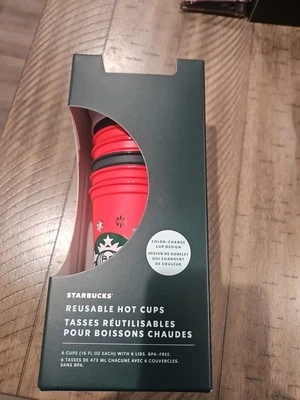 COLOR-CHANGE
CUP DESIGN
DESIGN DE GOBELET
QUI CHANGENT
DE COULEUR
STARBUCKS®
REUSABLE HOT CUPS
TASSES RÉUTILISABLES
POUR BOISSONS CHAUDES
6 CUPS (16 FL OZ EACH) WITH 6 LIDS. BPA-FREE.
6 TASSES DE 473 ML CHACUNE AVEC 6 COUVERCLES.
SANS BPA.